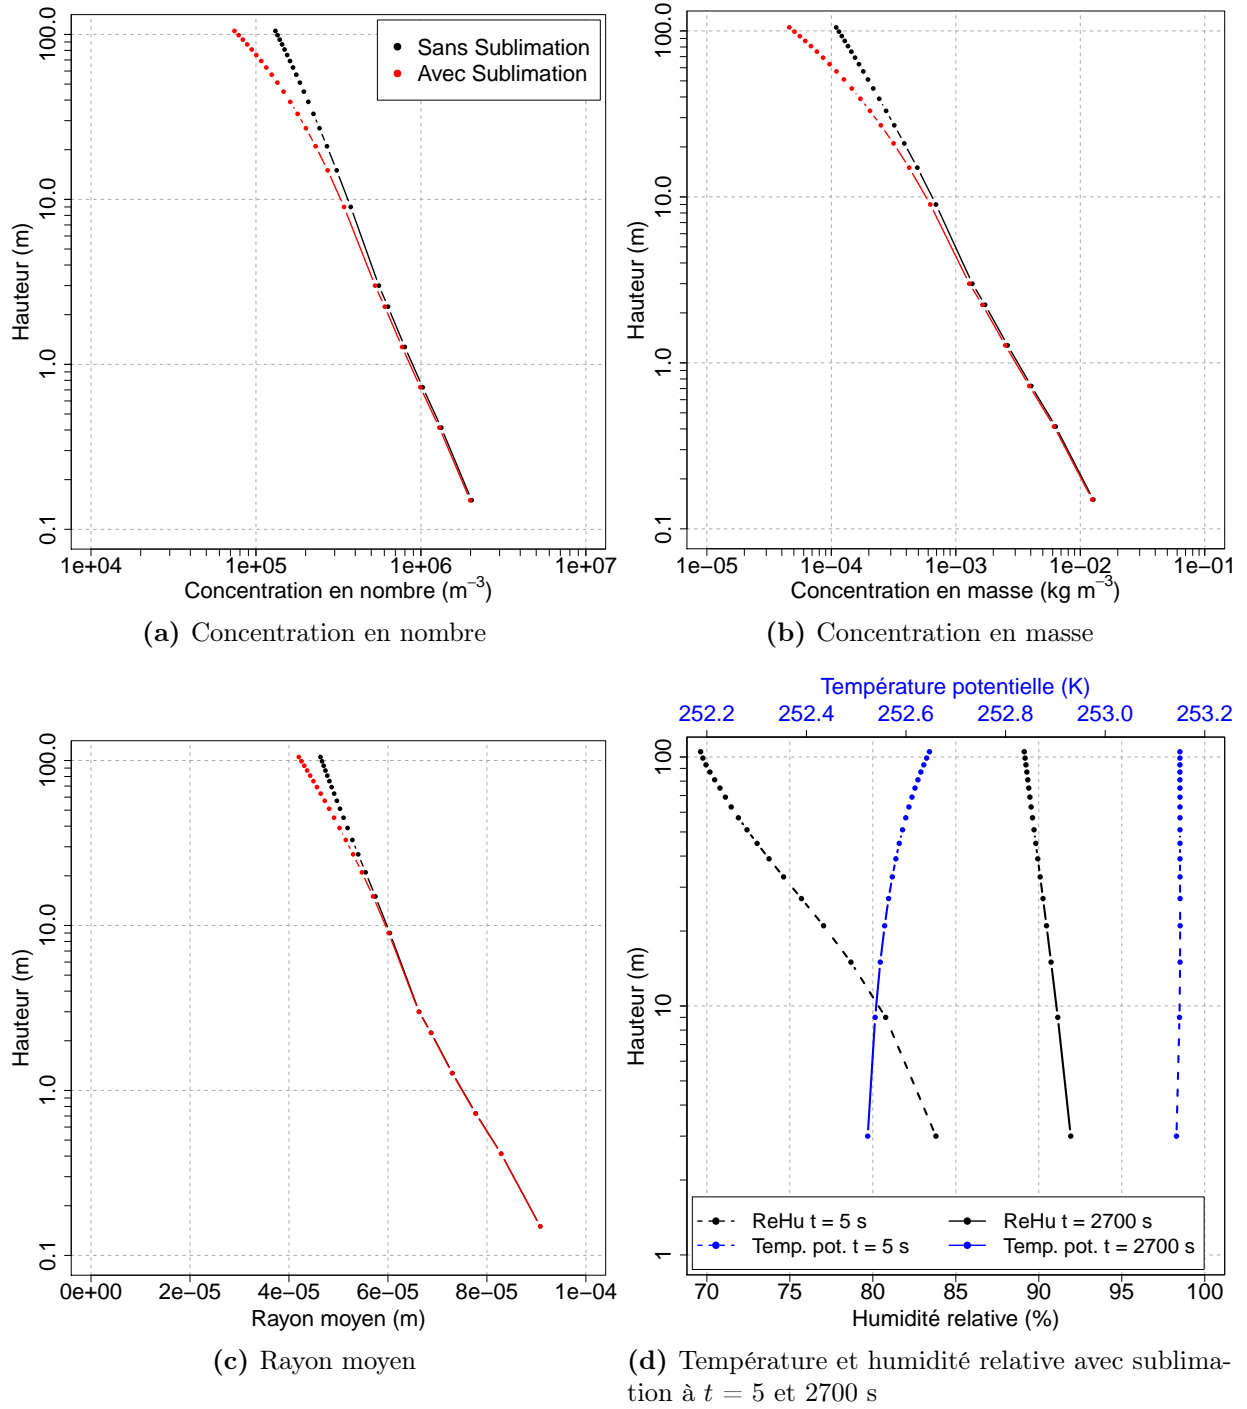 100.0
10.0
1.0
0.1
Hauteur (m)
Sans Sublimation
Avec Sublimation
1e+04 1e+05 1e+06 1e+07
Concentration en nombre (m−3)
(a) Concentration en nombre
100.0
10.0
1.0
0.1
Hauteur (m)
1e−05 1e−04 1e−03 1e−02 1e−01
Concentration en masse (kg m−3)
(b) Concentration en masse
100.0
10.0
1.0
0.1
Hauteur (m)
0e+00 2e−05 4e−05 6e−05 8e−05 1e−04
Rayon moyen (m)
(c) Rayon moyen
Température potentielle (K)
252.2 252.4 252.6 252.8 253.0 253.2
100
10
1
Hauteur (m)
ReHu t = 5 s ReHu t = 2700 s
Temp. pot. t = 5 s Temp. pot. t = 2700 s
70 80 90 100
Humidité relative (%)
(d) Température et humidité relative avec sublima-
tion à t = 5 et 2700 s